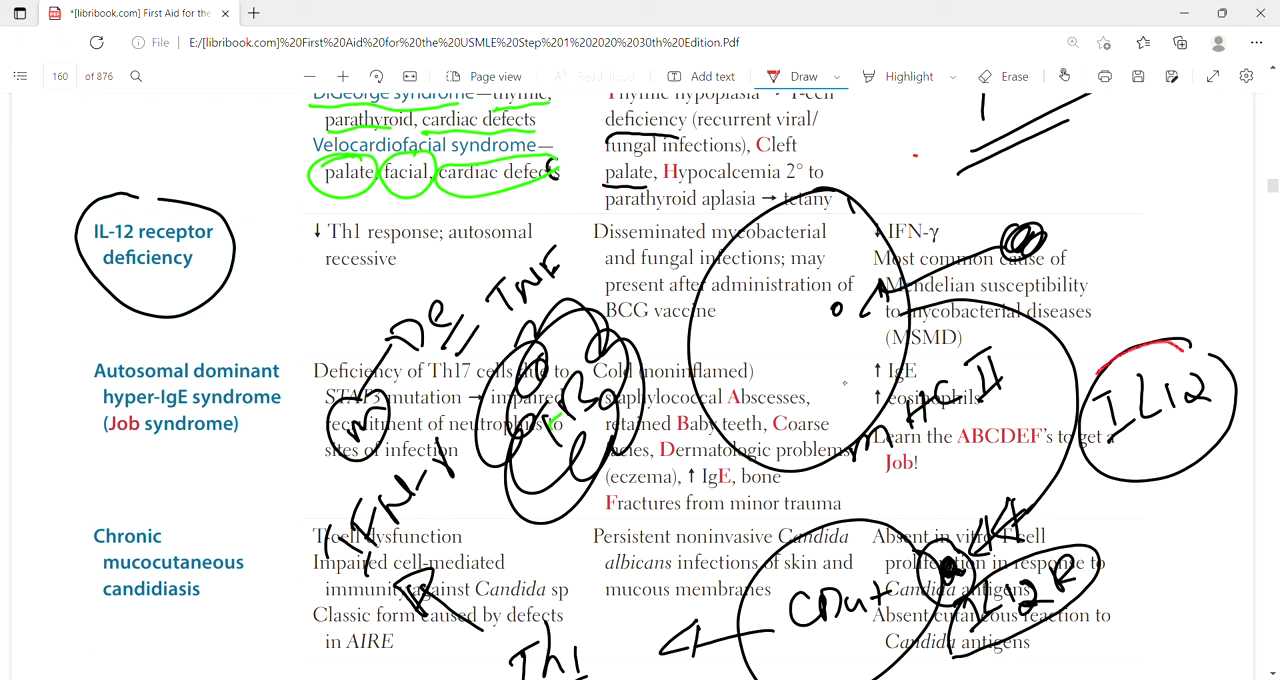 *[libribook.com] First Aid for the
File E:/[libribook.com]%20First%20Aid%20for%20the%20USMLE%20Step%201%202020%2030th%20Edition.Pdf
160 of 876 Page view Read aloud Add text Draw Highlight Erase
DiGeorge syndrome—thymic,
parathyroid, cardiac defects
Velocardiofacial syndrome—
palate, facial, cardiac defects
Thymic hypoplasia → T-cell
deficiency (recurrent viral/
fungal infections), Cleft
palate, Hypocalcemia 2° to
parathyroid aplasia → tetany
IL-12 receptor
deficiency
↓ Th1 response; autosomal
recessive
Disseminated mycobacterial
and fungal infections; may
present after administration of
BCG vaccine
↓ IFN-γ
Most common cause of
Mendelian susceptibility
to mycobacterial diseases
(MSMD)
Autosomal dominant
hyper-IgE syndrome
(Job syndrome)
Deficiency of Th17 cells due to
STAT3 mutation → impaired
recruitment of neutrophils to
sites of infection
Cold (noninflamed)
staphylococcal Abscesses,
retained Baby teeth, Coarse
facies, Dermatologic problems
(eczema), ↑ IgE, bone
Fractures from minor trauma
↑ IgE
↑ eosinophils
Learn the ABCDEF's to get a
Job!
Chronic
mucocutaneous
candidiasis
T-cell dysfunction
Impaired cell-mediated
immunity against Candida sp
Classic form caused by defects
in AIRE
Persistent noninvasive Candida
albicans infections of skin and
mucous membranes
Absent in vitro T-cell
proliferation in response to
Candida antigens
Absent cutaneous reaction to
Candida antigens
TNF
MHC II
IL12
IL12R
IFN-γ
R
CD4+
Th1